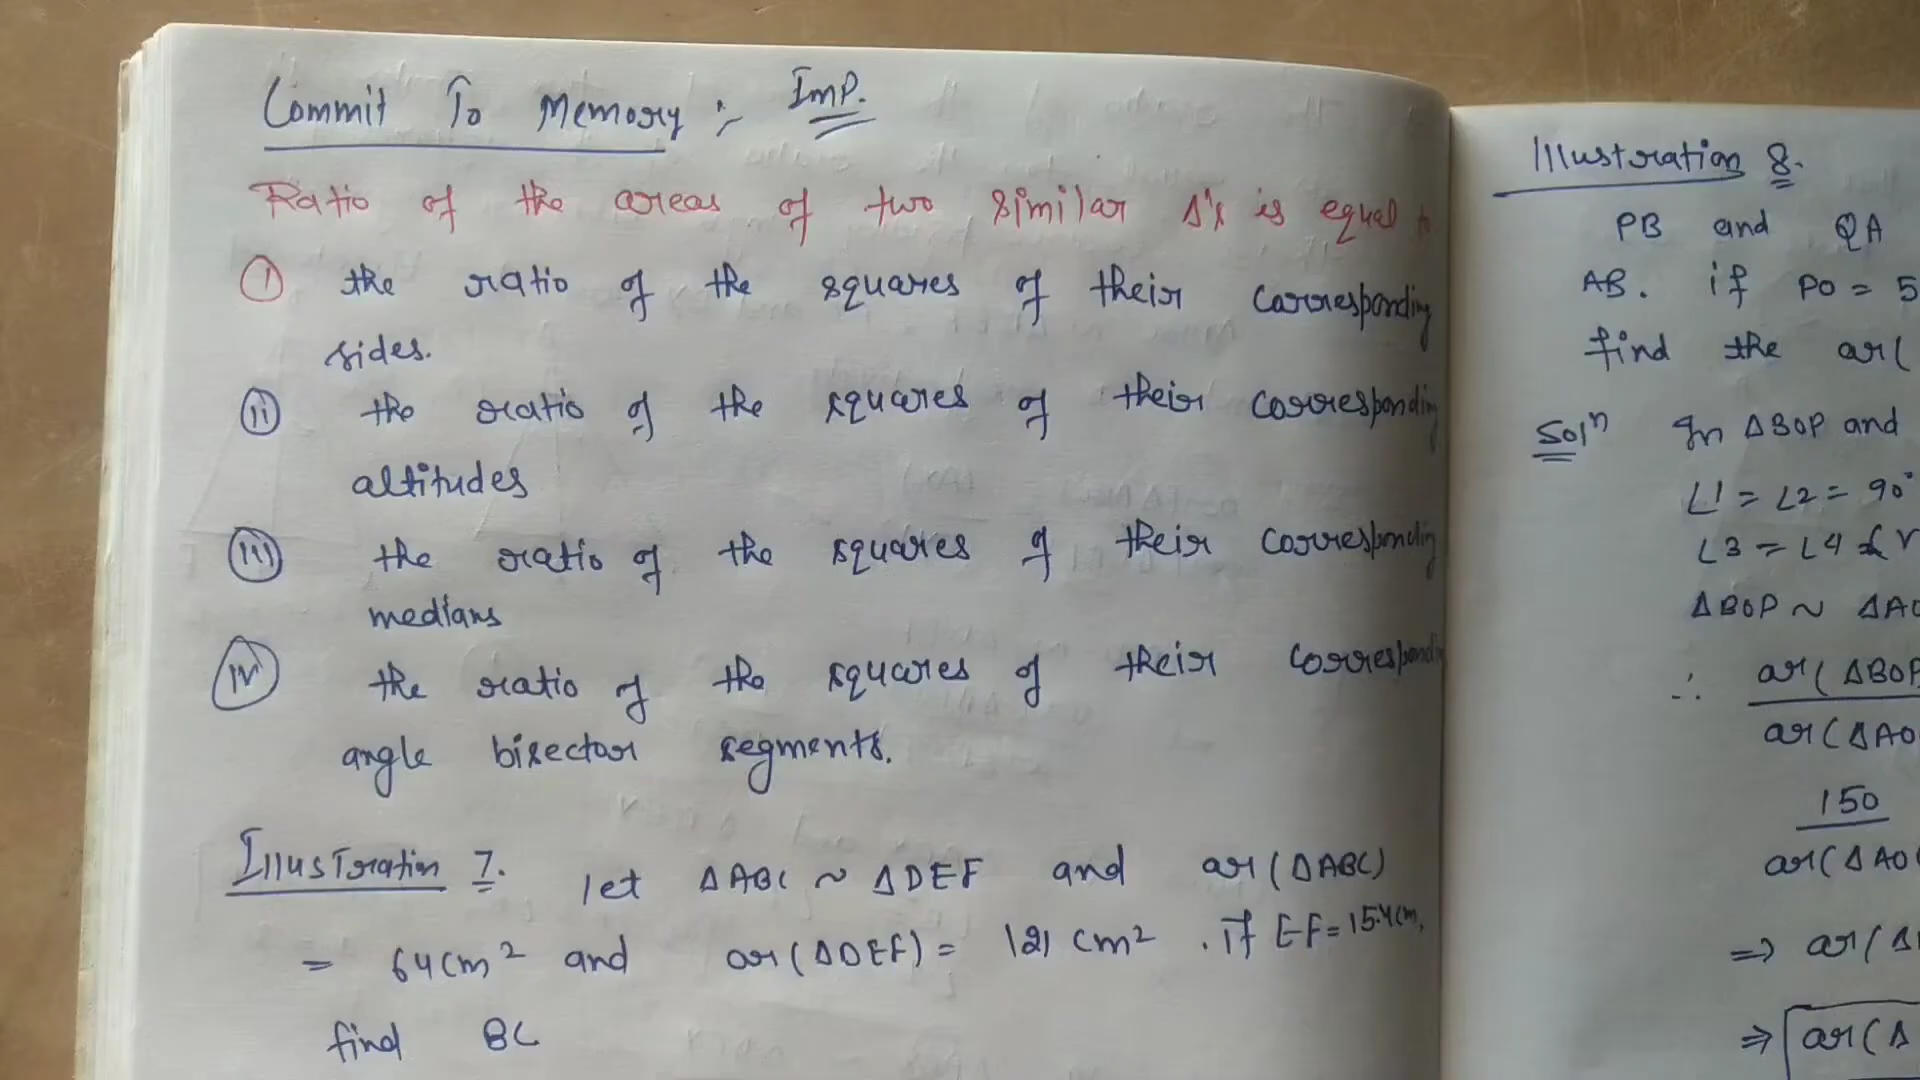 Commit To Memory :- Imp.
Ratio of the areas of two similar Δ's is equal to
(i) the ratio of the squares of their corresponding
sides.
(ii) the ratio of the squares of their corresponding
altitudes
(iii) the ratio of the squares of their corresponding
medians
(iv) the ratio of the squares of their corresponding
angle bisector segments.
Illustration 7. let ΔABC ~ ΔDEF and ar(ΔABC)
= 64cm² and ar(ΔDEF) = 121 cm². if EF=15.4cm,
find BC
Illustration 8.
PB and QA
AB. if PO = 5
find the ar(
Solⁿ In ΔBOP and
∠1 = ∠2 = 90°
∠3 = ∠4
ΔBOP ~ ΔAO
∴ ar(ΔBOP
ar(ΔAO
150
ar(ΔAO
=> ar(Δ
=> ar(Δ